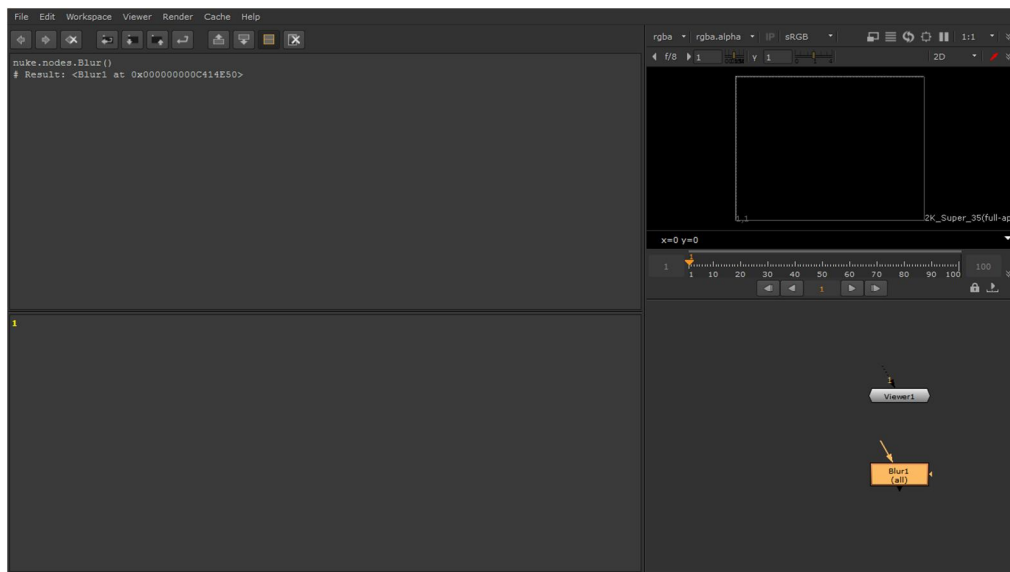 File Edit Workspace Viewer Render Cache Help
nuke.nodes.Blur()
# Result: <Blur1 at 0x000000000C414E50>
1
rgba rgba.alpha IP sRGB 1:1
f/8 1 Y 1 2D
1,1
2K_Super_35(full-ap
x=0 y=0
1
1 100
1 10 20 30 40 50 60 70 80 90 100
1
1
Viewer1
Blur1
(all)